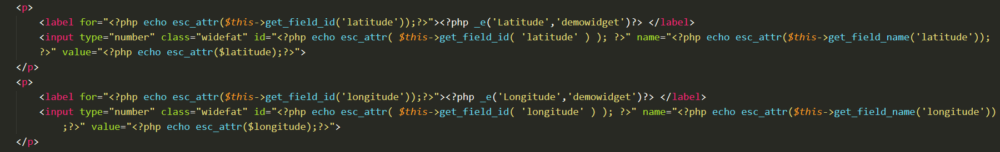 <p>
<label for="<?php echo esc_attr($this->get_field_id('latitude'));?>"><?php _e('Latitude','demowidget')?> </label>
<input type="number" class="widefat" id="<?php echo esc_attr( $this->get_field_id( 'latitude' ) ); ?>" name="<?php echo esc_attr($this->get_field_name('latitude'));
?>" value="<?php echo esc_attr($latitude);?>">
</p>
<p>
<label for="<?php echo esc_attr($this->get_field_id('longitude'));?>"><?php _e('Longitude','demowidget')?> </label>
<input type="number" class="widefat" id="<?php echo esc_attr( $this->get_field_id( 'longitude' ) ); ?>" name="<?php echo esc_attr($this->get_field_name('longitude'))
;?>" value="<?php echo esc_attr($longitude);?>">
</p>